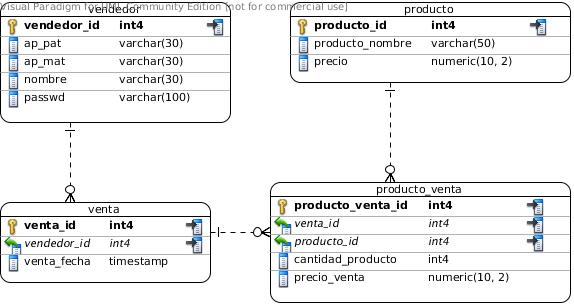 Visual Paradigm for UML Community Edition [not for commercial use]
vendedor
vendedor_id int4
ap_pat varchar(30)
ap_mat varchar(30)
nombre varchar(30)
passwd varchar(100)
producto
producto_id int4
producto_nombre varchar(50)
precio numeric(10, 2)
venta
venta_id int4
vendedor_id int4
venta_fecha timestamp
producto_venta
producto_venta_id int4
venta_id int4
producto_id int4
cantidad_producto int4
precio_venta numeric(10, 2)